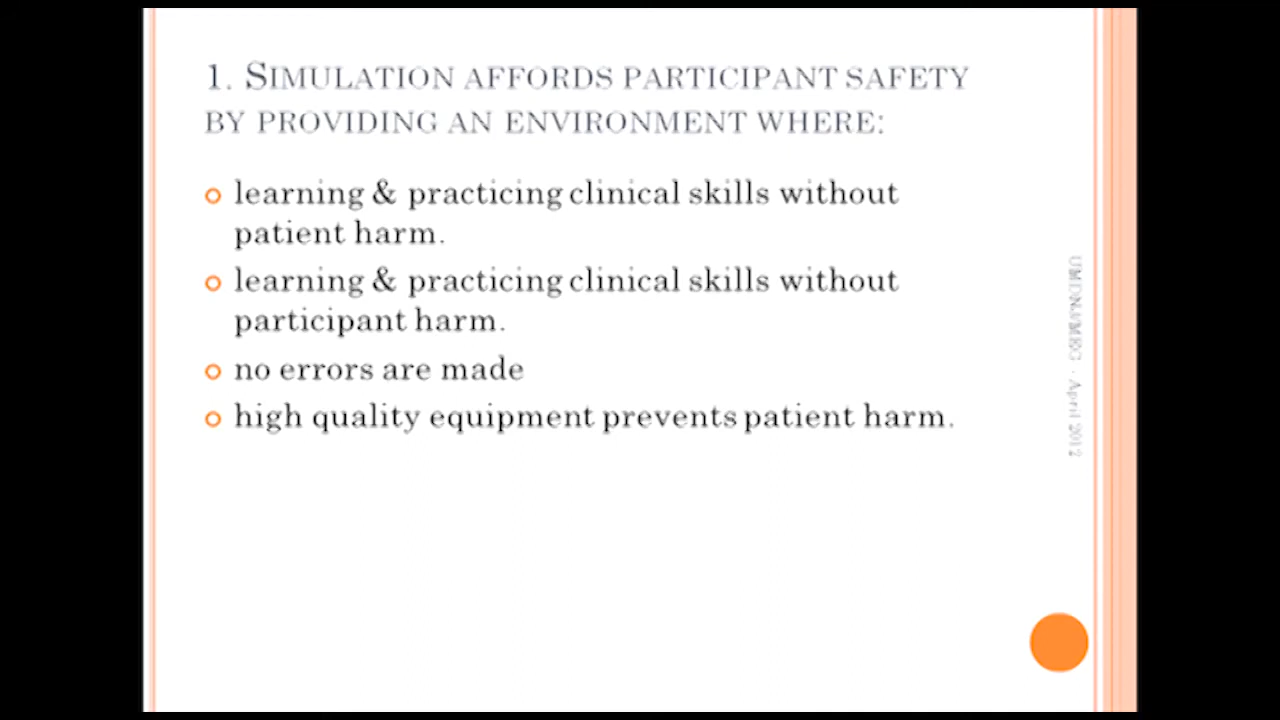 1. SIMULATION AFFORDS PARTICIPANT SAFETY
BY PROVIDING AN ENVIRONMENT WHERE:
learning & practicing clinical skills without
patient harm.
learning & practicing clinical skills without
participant harm.
no errors are made
high quality equipment prevents patient harm.
April 2012